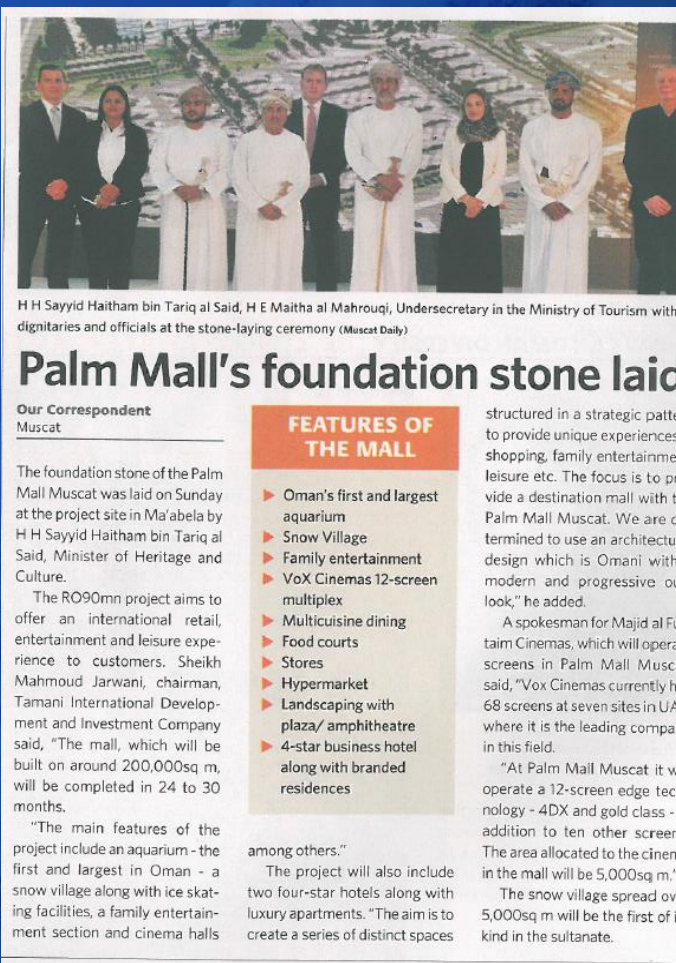 H H Sayyid Haitham bin Tariq al Said, H E Maitha al Mahrouqi, Undersecretary in the Ministry of Tourism with
dignitaries and officials at the stone-laying ceremony (Muscat Daily)
Palm Mall's foundation stone laid
Our Correspondent
Muscat
The foundation stone of the Palm
Mall Muscat was laid on Sunday
at the project site in Ma'abela by
H H Sayyid Haitham bin Tariq al
Said, Minister of Heritage and
Culture.
The RO90mn project aims to
offer an international retail,
entertainment and leisure expe-
rience to customers. Sheikh
Mahmoud Jarwani, chairman,
Tamani International Develop-
ment and Investment Company
said, "The mall, which will be
built on around 200,000sq m,
will be completed in 24 to 30
months.
"The main features of the
project include an aquarium - the
first and largest in Oman - a
snow village along with ice skat-
ing facilities, a family entertain-
ment section and cinema halls
FEATURES OF
THE MALL
Oman's first and largest
aquarium
Snow Village
Family entertainment
VoX Cinemas 12-screen
multiplex
Multicuisine dining
Food courts
Stores
Hypermarket
Landscaping with
plaza/ amphitheatre
4-star business hotel
along with branded
residences
among others."
The project will also include
two four-star hotels along with
luxury apartments. "The aim is to
create a series of distinct spaces
structured in a strategic
to provide unique experiences
shopping, family
leisure etc. The focus is to
vide a destination mall with
Palm Mall Muscat. We are
termined to use an
design which is Omani with
modern and progressive
look," he added.
A spokesman for Majid al
taim Cinemas, which will
screens in Palm Mall
said, "Vox Cinemas currently
68 screens at seven sites in
where it is the leading
in this field.
"At Palm Mall Muscat it
operate a 12-screen edge
nology - 4DX and gold class -
addition to ten other
The area allocated to the
in the mall will be 5,000sq m."
The snow village spread
5,000sq m will be the first of
kind in the sultanate.